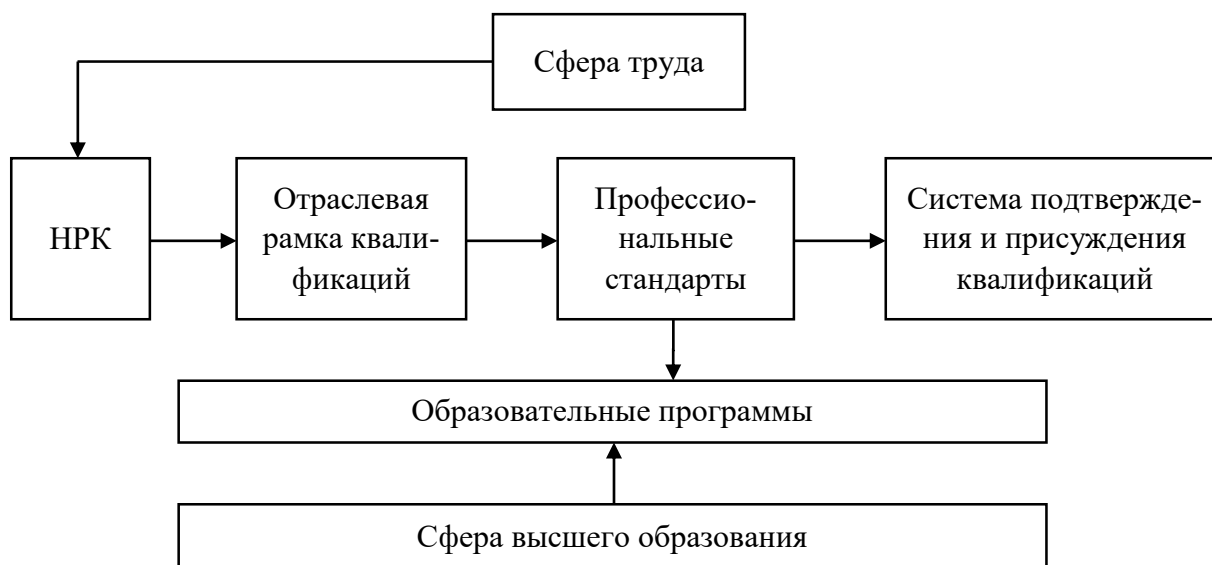 Сфера труда
НРК
Отраслевая
рамка квали-
фикаций
Профессио-
нальные
стандарты
Система подтвержде-
ния и присуждения
квалификаций
Образовательные программы
Сфера высшего образования